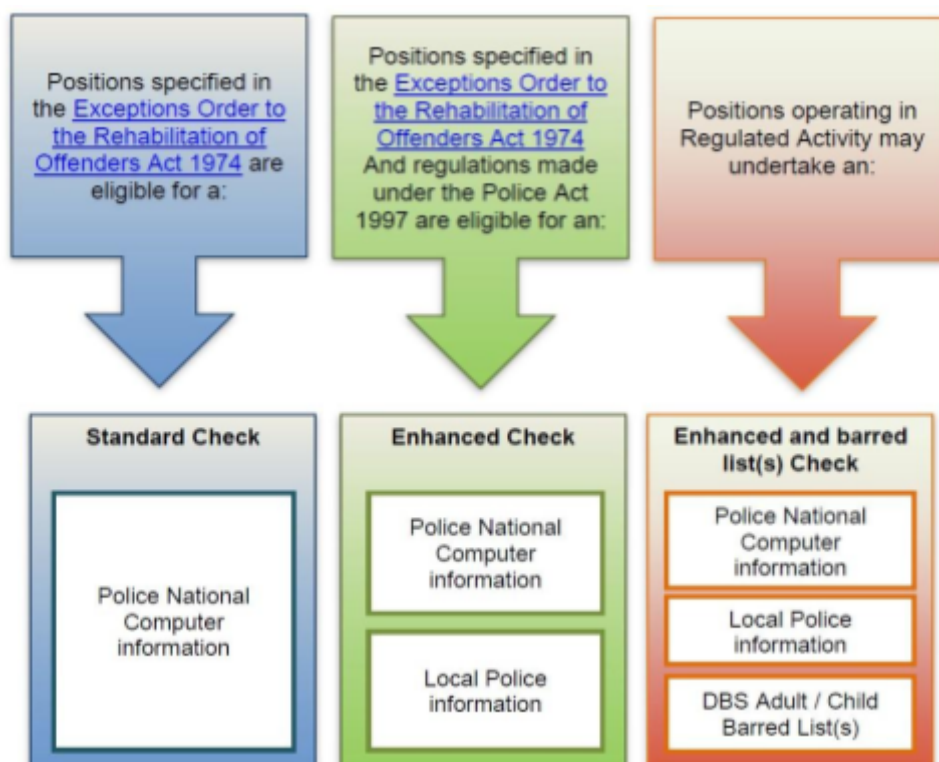 Positions specified in
the Exceptions Order to
the Rehabilitation of
Offenders Act 1974 are
eligible for a:
Positions specified in
the Exceptions Order to
the Rehabilitation of
Offenders Act 1974
And regulations made
under the Police Act
1997 are eligible for an:
Positions operating in
Regulated Activity may
undertake an:
Standard Check
Police National
Computer
information
Enhanced Check
Police National
Computer
information
Local Police
information
Enhanced and barred
list(s) Check
Police National
Computer
information
Local Police
information
DBS Adult / Child
Barred List(s)